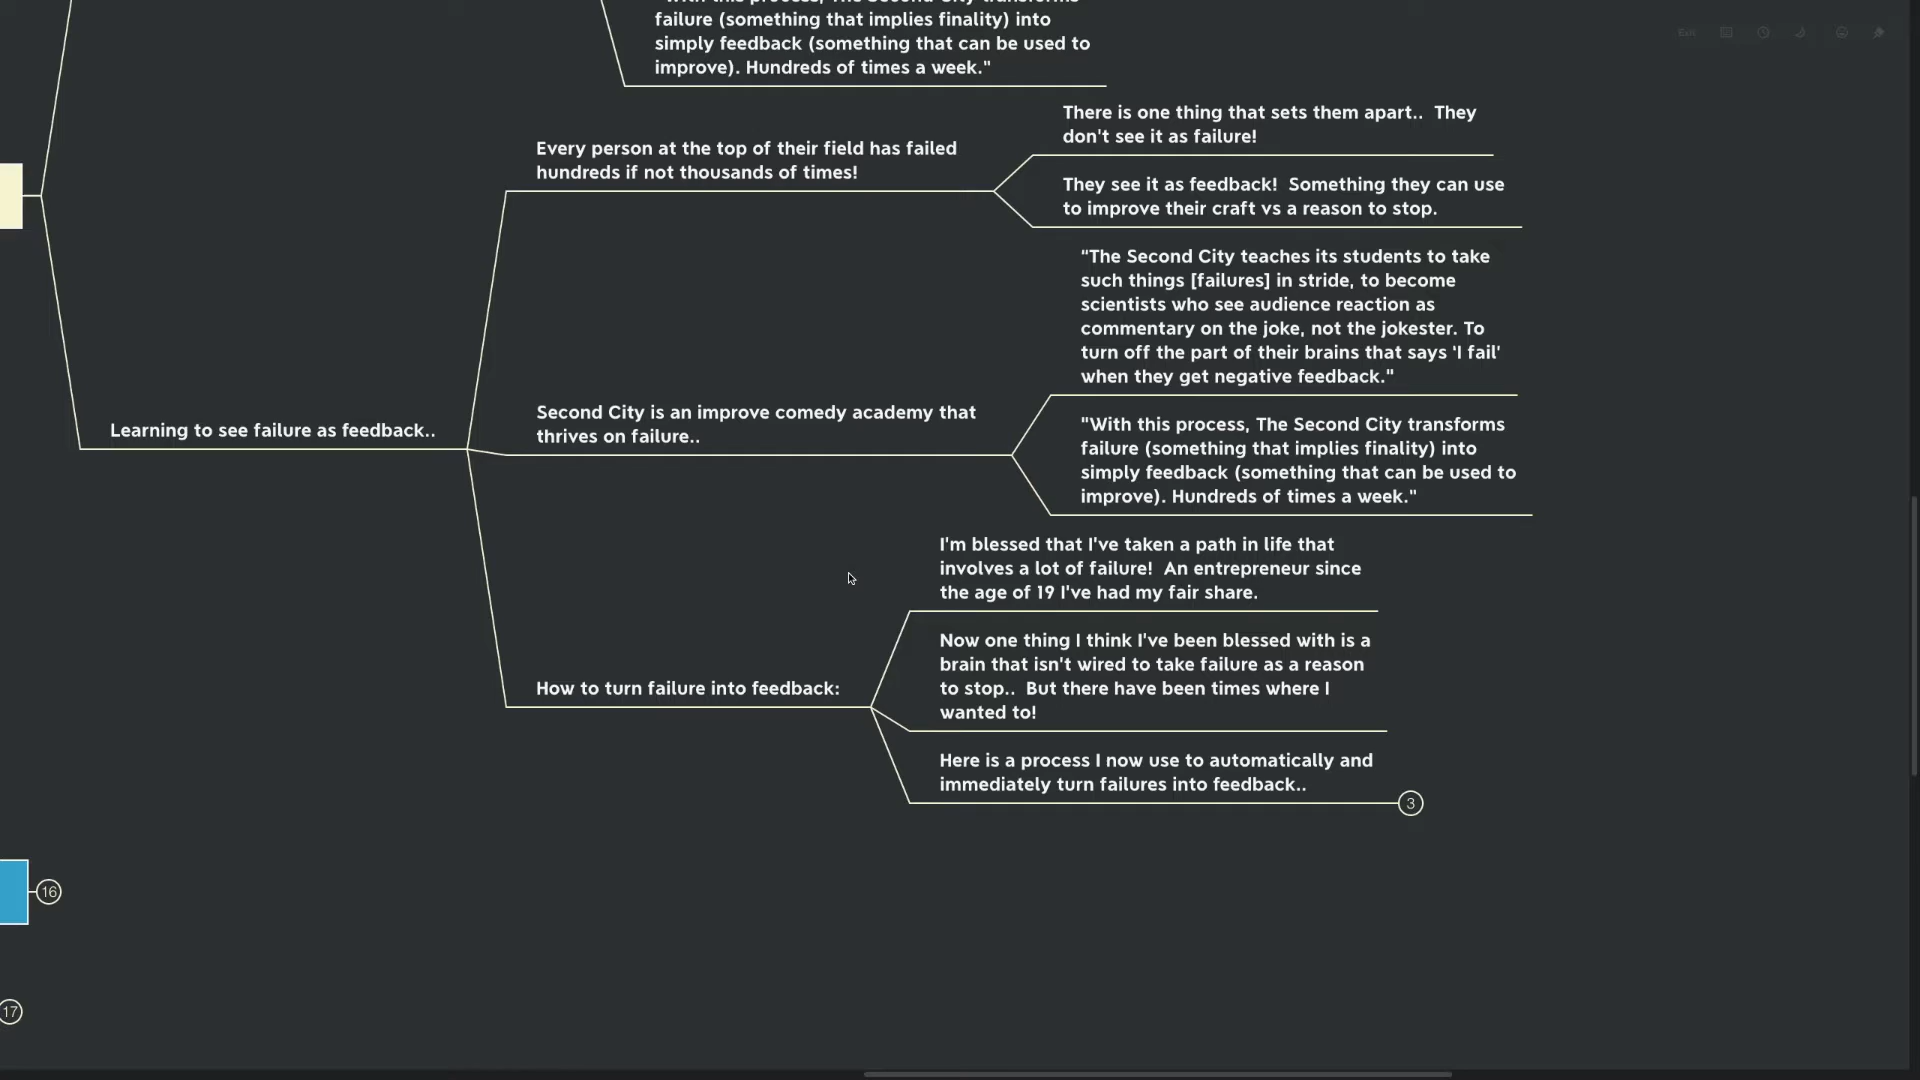 "With this process, The Second City transforms
failure (something that implies finality) into
simply feedback (something that can be used to
improve). Hundreds of times a week."
Every person at the top of their field has failed
hundreds if not thousands of times!
There is one thing that sets them apart..  They
don't see it as failure!
They see it as feedback!  Something they can use
to improve their craft vs a reason to stop.
Learning to see failure as feedback..
Second City is an improve comedy academy that
thrives on failure..
"The Second City teaches its students to take
such things [failures] in stride, to become
scientists who see audience reaction as
commentary on the joke, not the jokester. To
turn off the part of their brains that says 'I fail'
when they get negative feedback."
"With this process, The Second City transforms
failure (something that implies finality) into
simply feedback (something that can be used to
improve). Hundreds of times a week."
How to turn failure into feedback:
I'm blessed that I've taken a path in life that
involves a lot of failure!  An entrepreneur since
the age of 19 I've had my fair share.
Now one thing I think I've been blessed with is a
brain that isn't wired to take failure as a reason
to stop..  But there have been times where I
wanted to!
Here is a process I now use to automatically and
immediately turn failures into feedback..
3
16
17
Exit